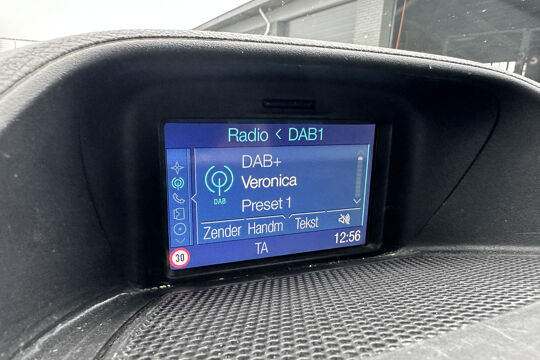 Radio < DAB1
DAB+
Veronica
DAB
Preset 1
Zender Handm Tekst
12:56
30
TA